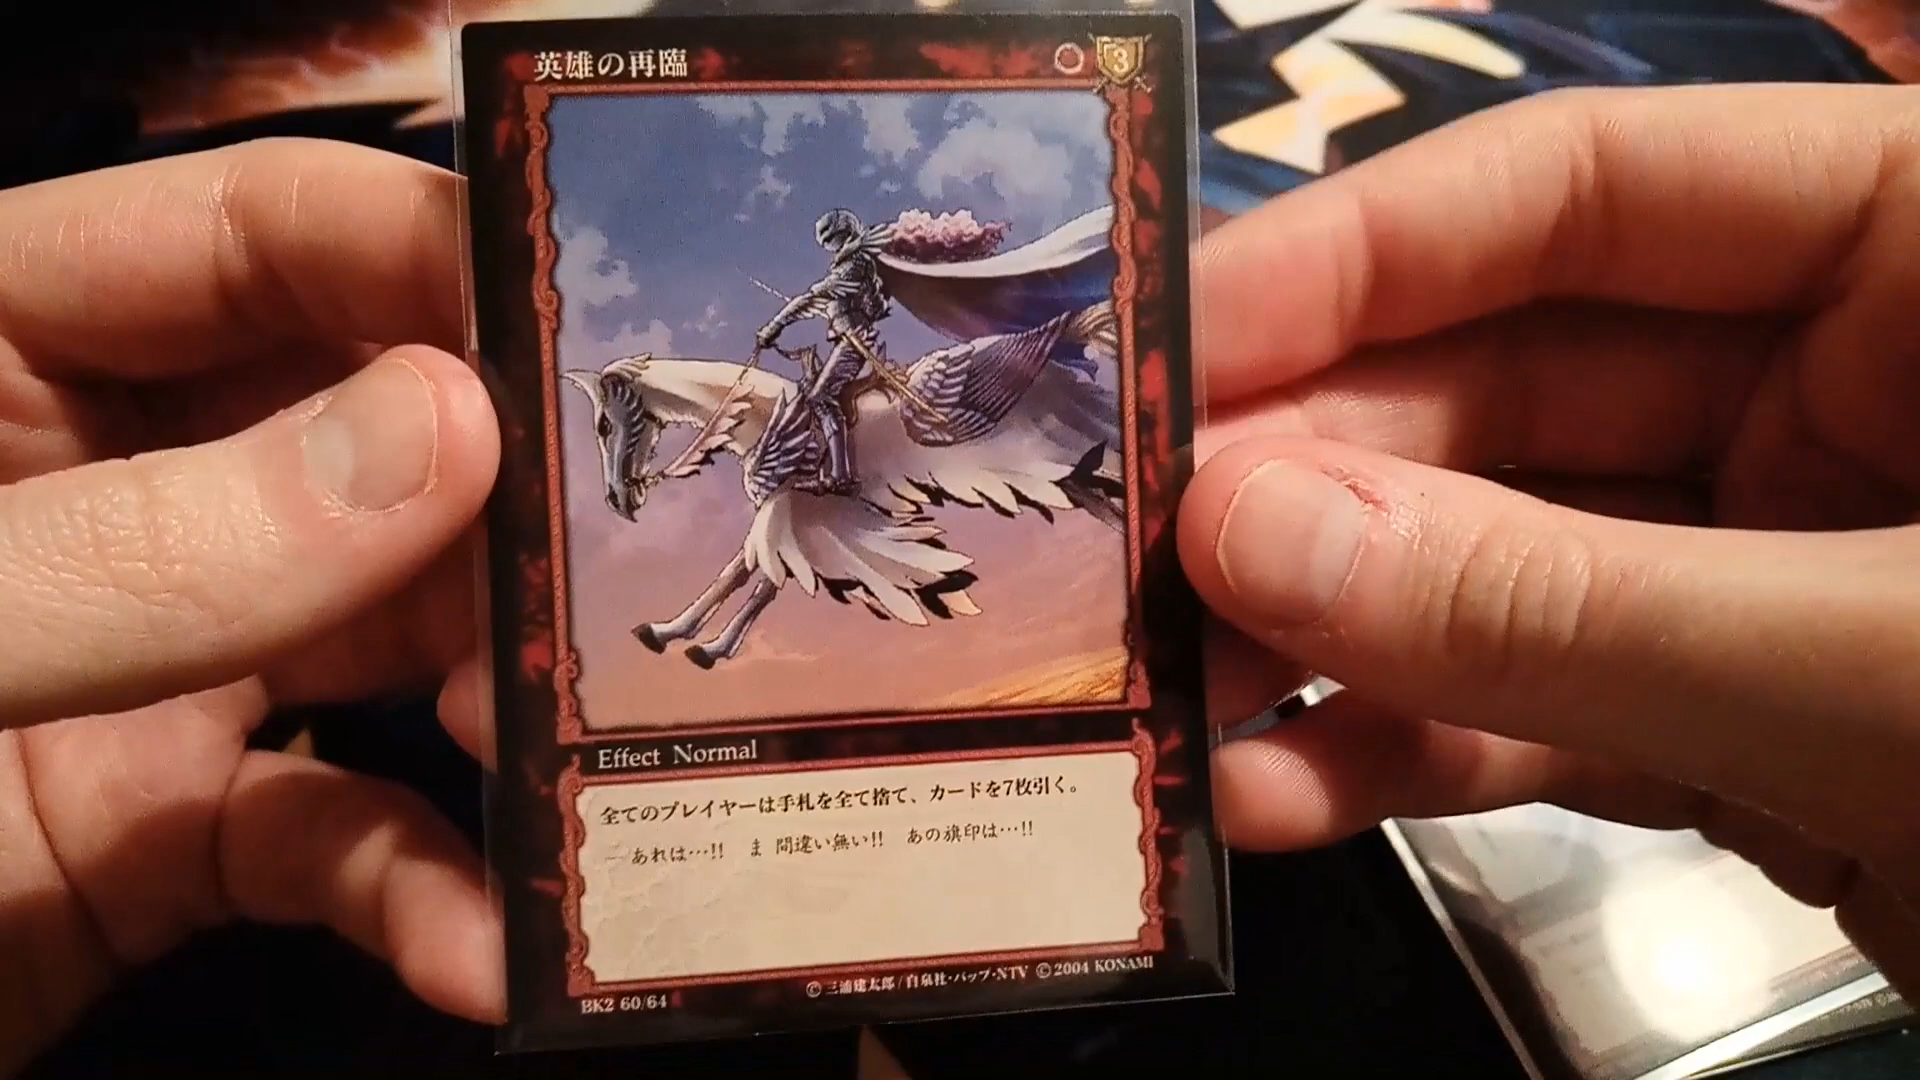 英雄の再臨
3
Effect Normal
全てのプレイヤーは手札を全て捨て、カードを7枚引く。
あれは…!! ま 間違い無い!! あの旗印は…!!
BK2 60/64
© 三浦建太郎/白泉社・バップ・NTV © 2004 KONAMI